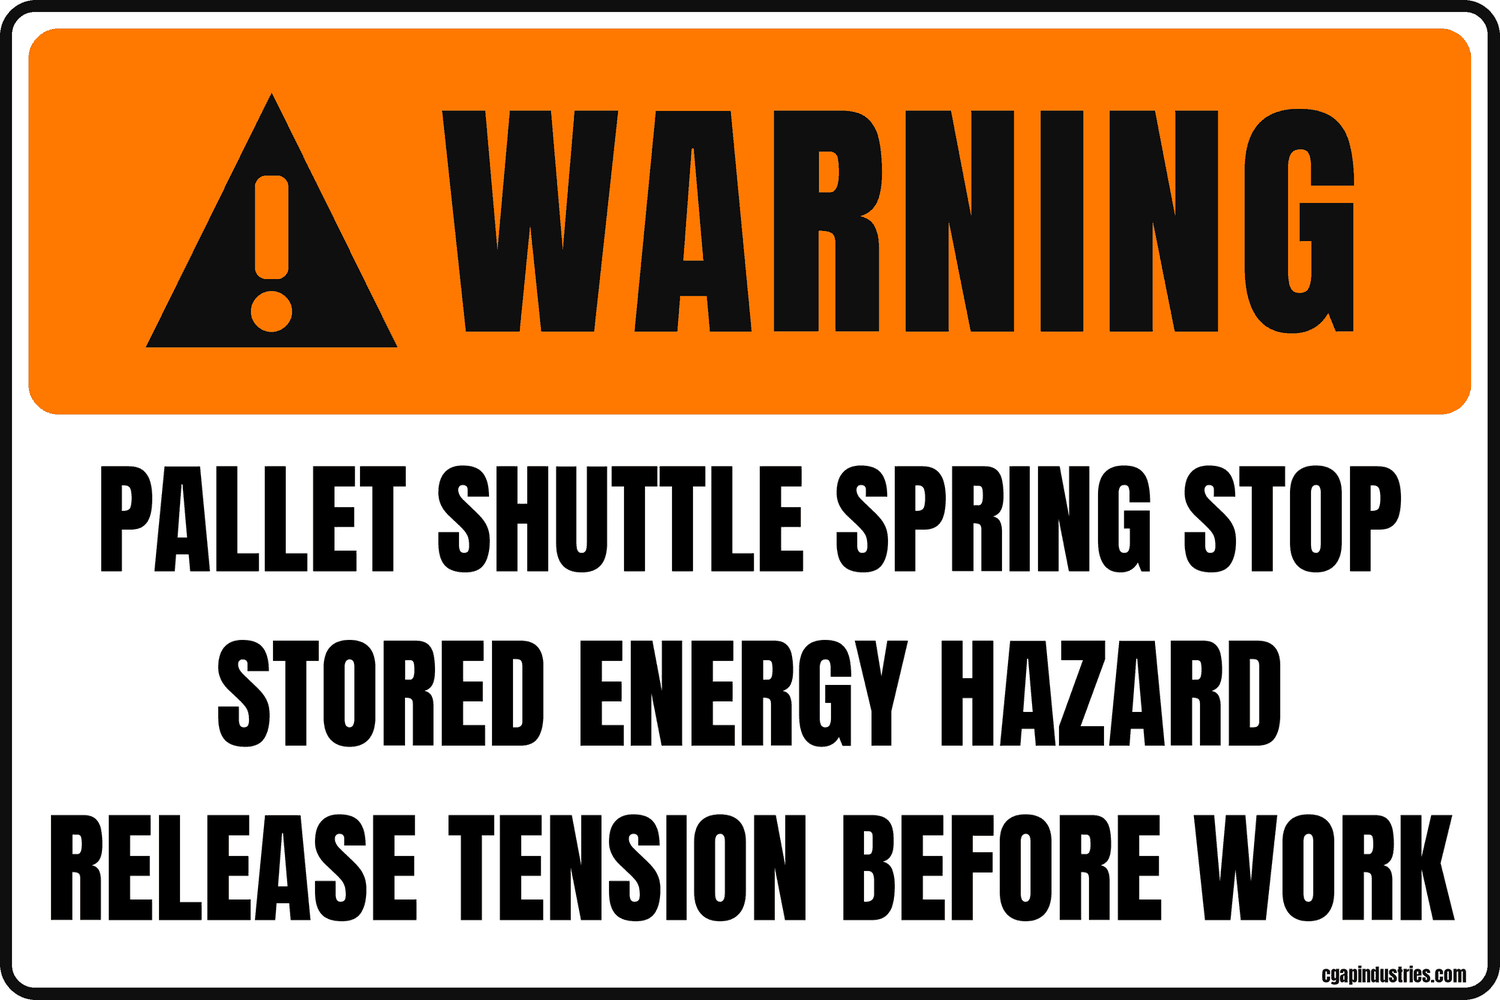 WARNING
PALLET SHUTTLE SPRING STOP
STORED ENERGY HAZARD
RELEASE TENSION BEFORE WORK
cgapindustries.com